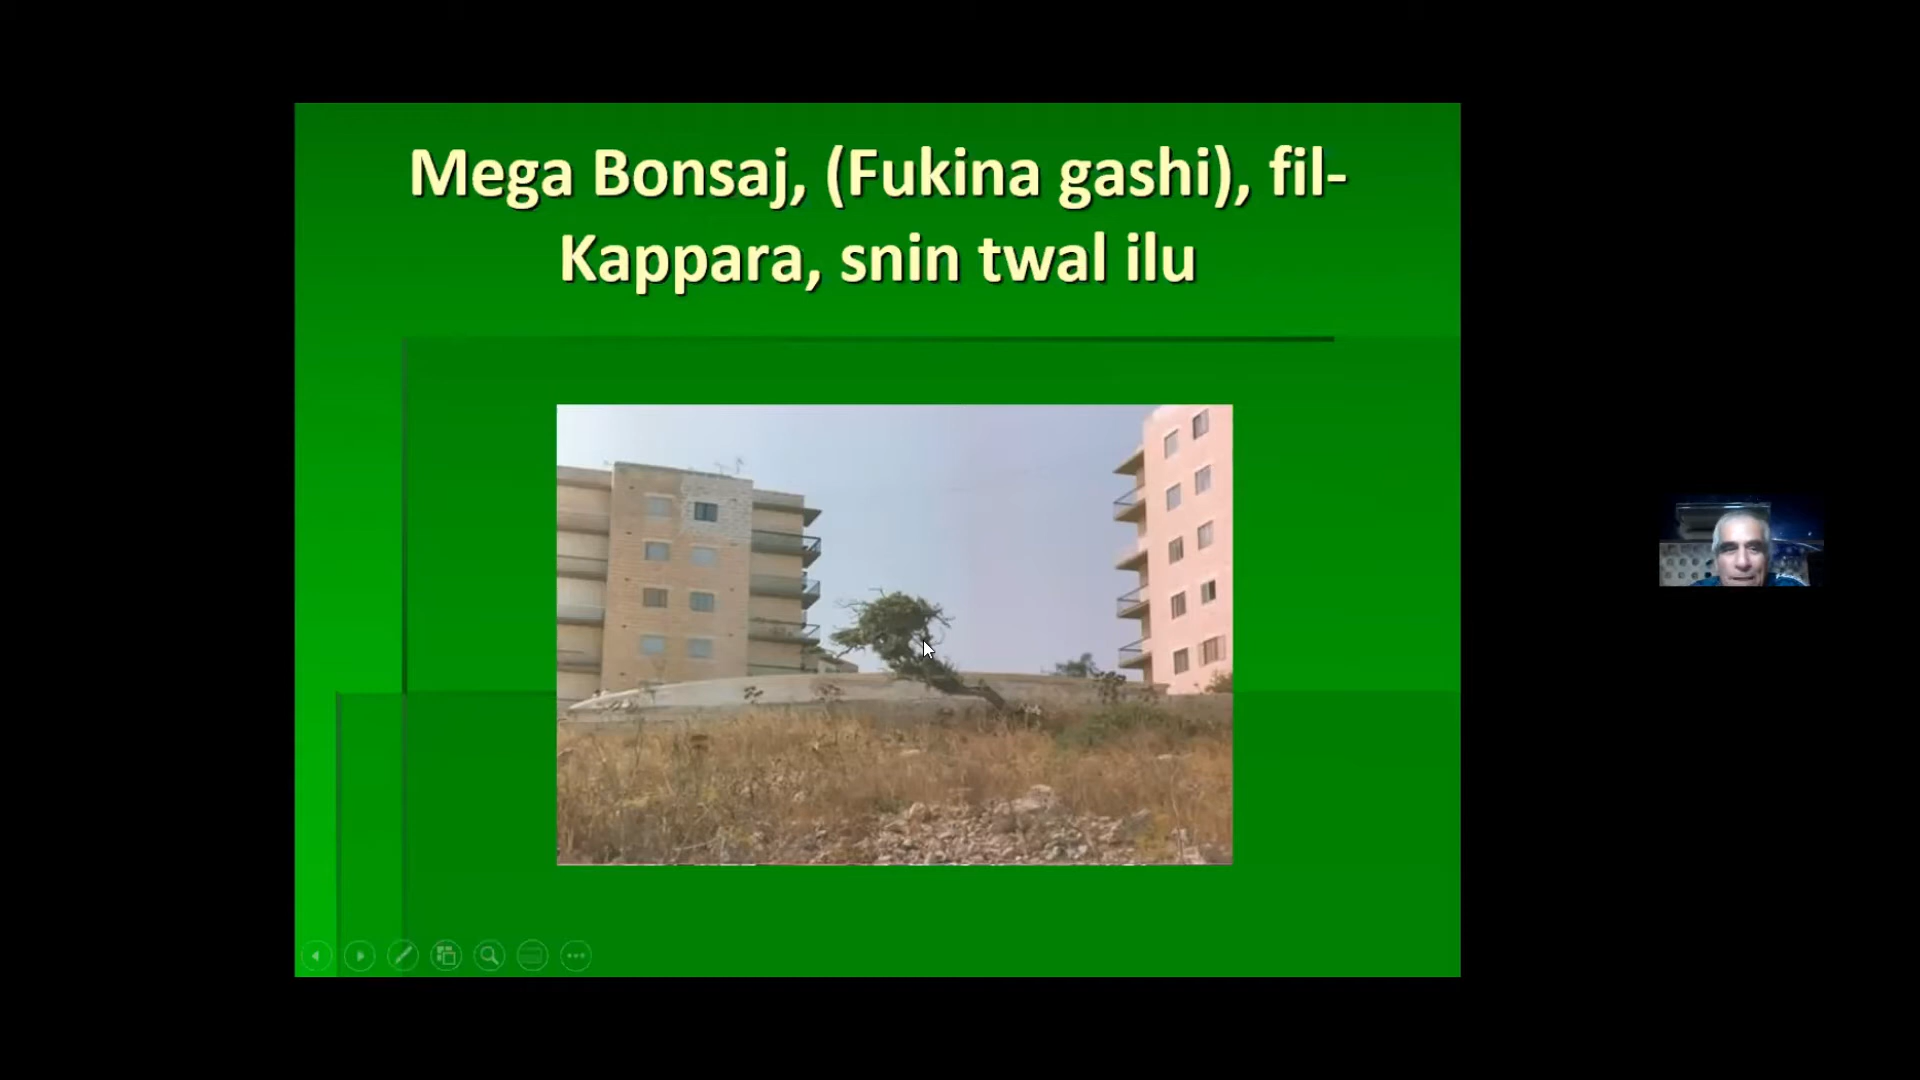 Mega Bonsaj, (Fukina gashi), fil-
Kappara, snin twal ilu